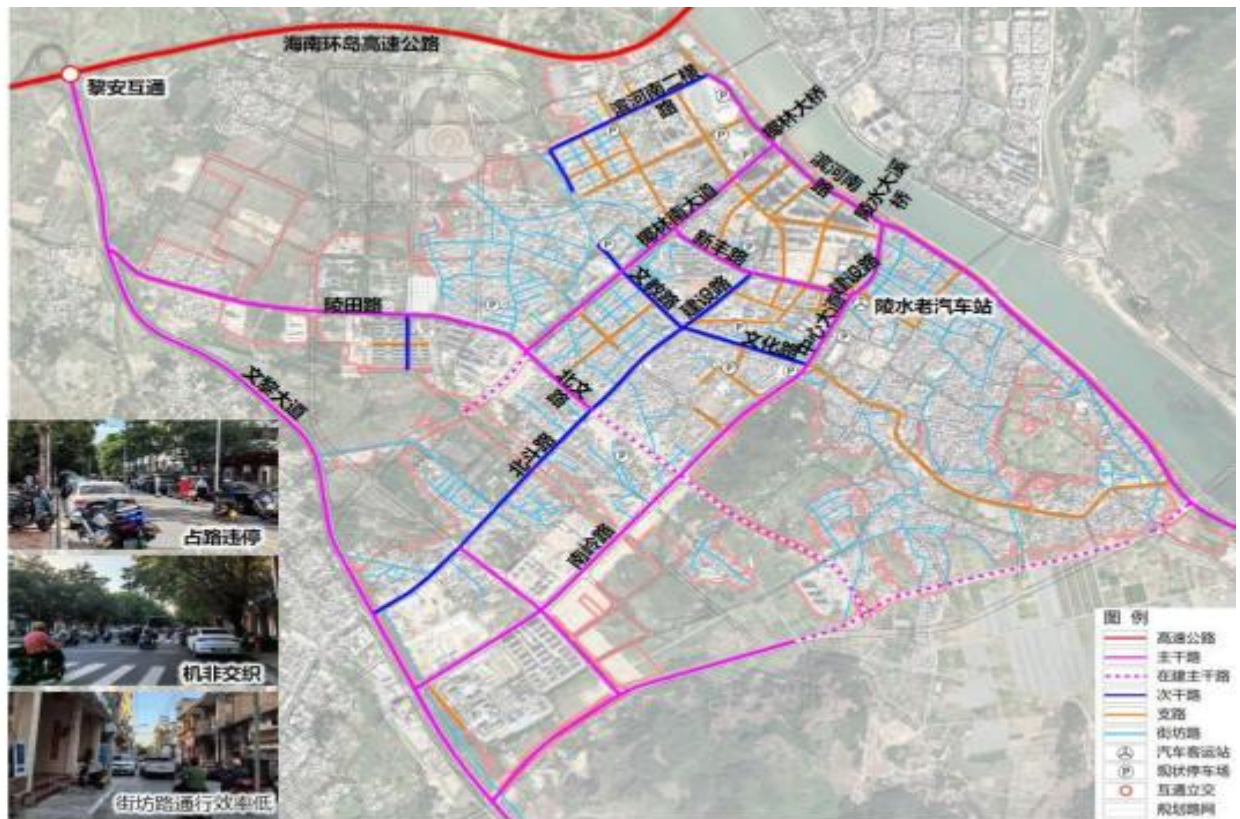 海南环岛高速公路
黎安互通
滨河南二横路
椰林大桥
滨河南路
陵水大溪桥
椰林南大道
新丰路
文教路
建设路
中心大道
建设路
陵水老汽车站
文化路
陵田路
北文路
文黎大道
北斗路
南岭路
占路违停
机非交织
街坊路通行效率低
图 例
高速公路
主干路
在建主干路
次干路
支路
街坊路
汽车客运站
P 现状停车场
互通立交
规划路网